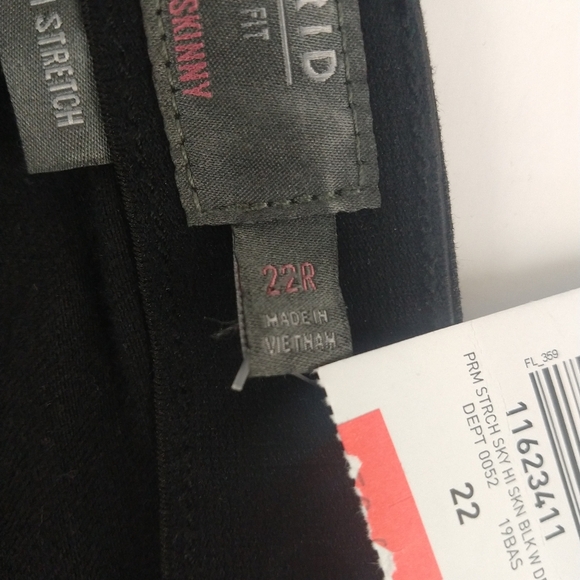 STRETCH
RID
FIT
SKINNY
22R
MADE IN
VIETNAM
FL_359
11623411
PRM STRCH SKY HI SKN BLK W D
DEPT 0052 19BAS
22